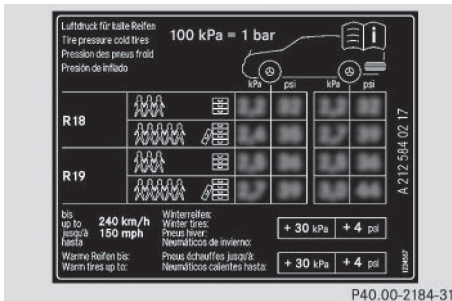 Luftdruck für kalte Reifen
Tire pressure cold tires
Pression des pneus froid
Presión de inflado
100 kPa = 1 bar
kPa psi kPa psi
R18
R19
A 212 584 02 17
bis
up to
jusqu'à
hasta
240 km/h
150 mph
Winterreifen:
Winter tires:
Pneus hiver:
Neumáticos de invierno:
+ 30 kPa + 4 psi
Warme Reifen bis:
Warm tires up to:
Pneus échauffes jusqu'à:
Neumáticos calientes hasta:
+ 30 kPa + 4 psi
1234567
P40.00-2184-31